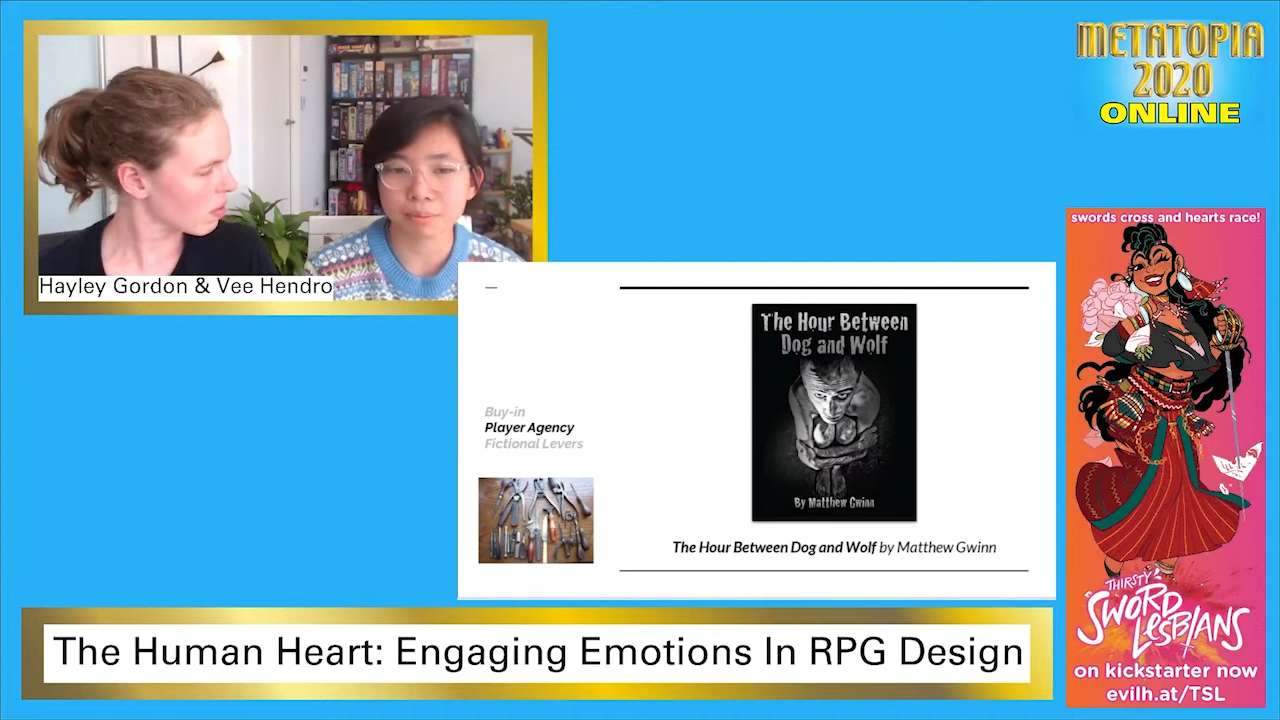 METATOPIA
2020
ONLINE
Hayley Gordon & Vee Hendro
swords cross and hearts race!
The Hour Between
Dog and Wolf
By Matthew Gwinn
Buy-in
Player Agency
Fictional Levers
The Hour Between Dog and Wolf by Matthew Gwinn
The Human Heart: Engaging Emotions In RPG Design
THIRSTY
SWORD
LESBIANS
on kickstarter now
evilh.at/TSL